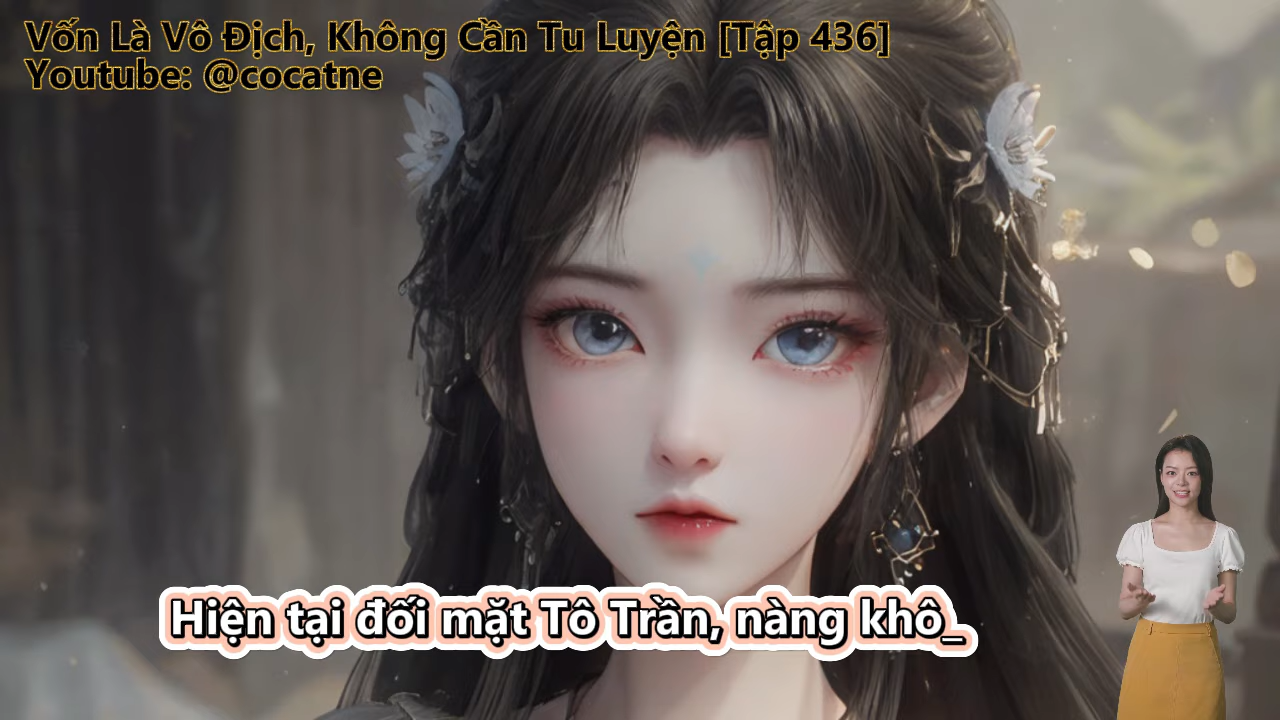 Vốn Là Vô Địch, Không Cần Tu Luyện [Tập 436]
Youtube: @cocatne
Hiện tại đối mặt Tô Trần, nàng khô_